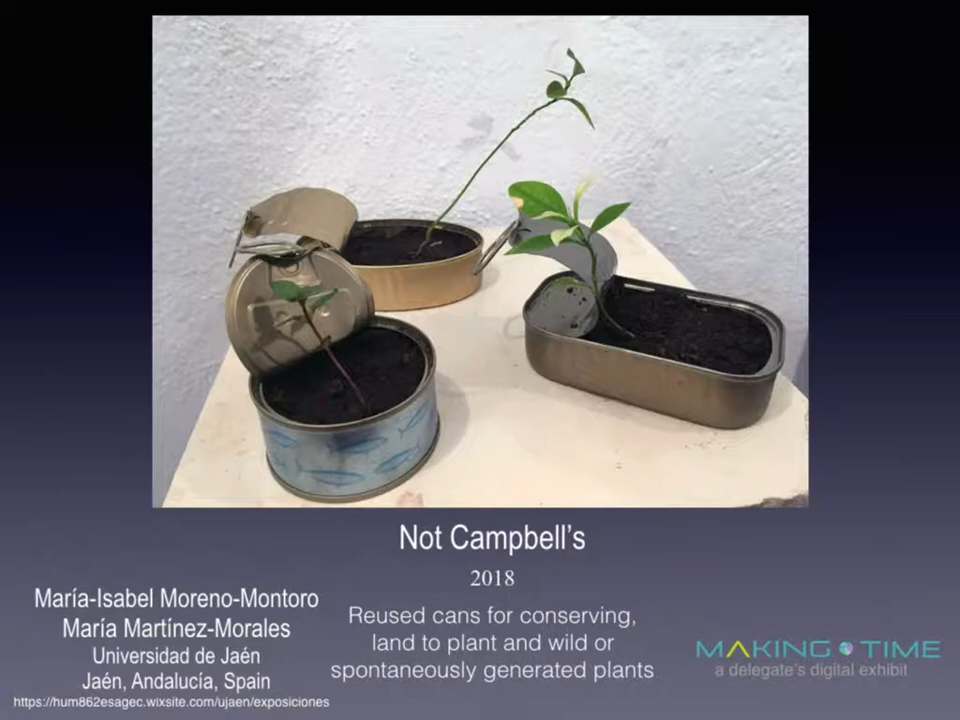 Not Campbell's
2018
Reused cans for conserving,
land to plant and wild or
spontaneously generated plants
María-Isabel Moreno-Montoro
María Martínez-Morales
Universidad de Jaén
Jaén, Andalucía, Spain
https://hum862esagec.wixsite.com/ujaen/exposiciones
MAKING TIME
a delegate's digital exhibit